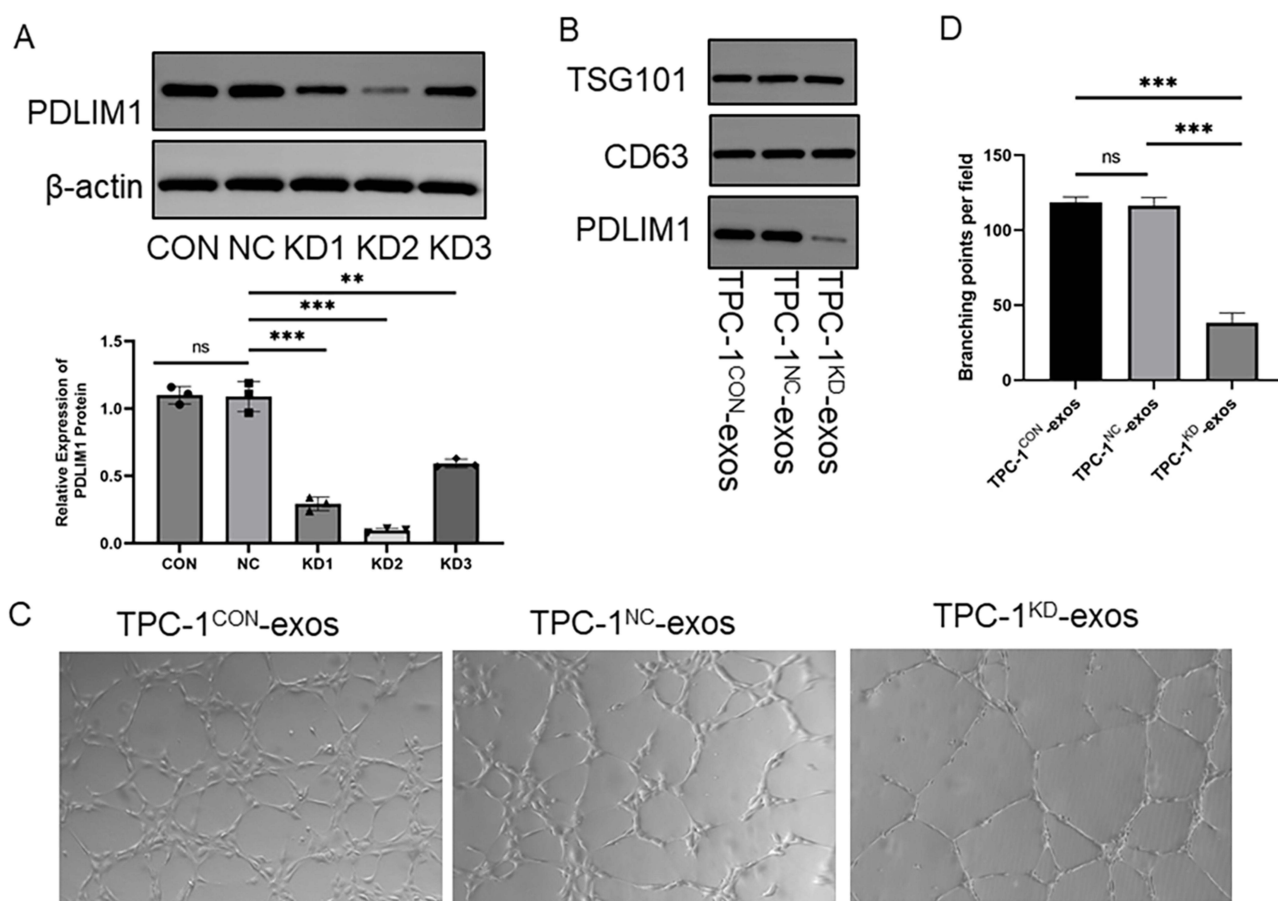 A
PDLIM1
β-actin
CON NC KD1 KD2 KD3
**
***
***
ns
Relative Expression of
PDLIM1 Protein
1.5
1.0
0.5
0.0
CON NC KD1 KD2 KD3
B
TSG101
CD63
PDLIM1
TPC-1CON-exos
TPC-1NC-exos
TPC-1KD-exos
D
***
***
ns
Branching points per field
150
100
50
0
TPC-1CON-exos
TPC-1NC-exos
TPC-1KD-exos
C
TPC-1CON-exos
TPC-1NC-exos
TPC-1KD-exos